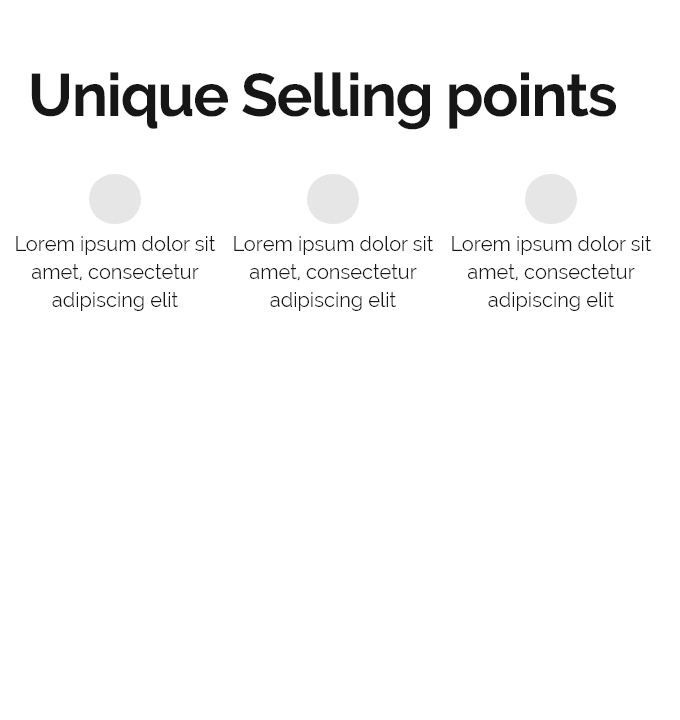 Unique Selling points
Lorem ipsum dolor sit
amet, consectetur
adipiscing elit
Lorem ipsum dolor sit
amet, consectetur
adipiscing elit
Lorem ipsum dolor sit
amet, consectetur
adipiscing elit